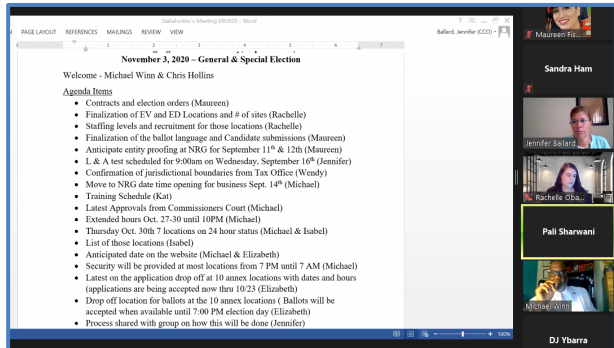 Stakeholder's Meeting 090920 - Word
PAGE LAYOUT REFERENCES MAILINGS REVIEW VIEW
Ballard, Jennifer (CCO)
November 3, 2020 – General & Special Election
Welcome - Michael Winn & Chris Hollins
Agenda Items
• Contracts and election orders (Maureen)
• Finalization of EV and ED Locations and # of sites (Rachelle)
• Staffing levels and recruitment for those locations (Rachelle)
• Finalization of the ballot language and Candidate submissions (Maureen)
• Anticipate entity proofing at NRG for September 11th & 12th (Maureen)
• L & A test scheduled for 9:00am on Wednesday, September 16th (Jennifer)
• Confirmation of jurisdictional boundaries from Tax Office (Wendy)
• Move to NRG date time opening for business Sept. 14th (Michael)
• Training Schedule (Kat)
• Latest Approvals from Commissioners Court (Michael)
• Extended hours Oct. 27-30 until 10PM (Michael)
• Thursday Oct. 30th 7 locations on 24 hour status (Michael & Isabel)
• List of those locations (Isabel)
• Anticipated date on the website (Michael & Elizabeth)
• Security will be provided at most locations from 7 PM until 7 AM (Michael)
• Latest on the application drop off at 10 annex locations with dates and hours
(applications are being accepted now thru 10/23 (Elizabeth)
• Drop off location for ballots at the 10 annex locations ( Ballots will be
accepted when available until 7:00 PM election day (Elizabeth)
• Process shared with group on how this will be done (Jennifer)
100%
Maureen Fis...
Sandra Ham
Jennifer Ballard
Rachelle Oba...
Pali Sharwani
Michael Winn
DJ Ybarra